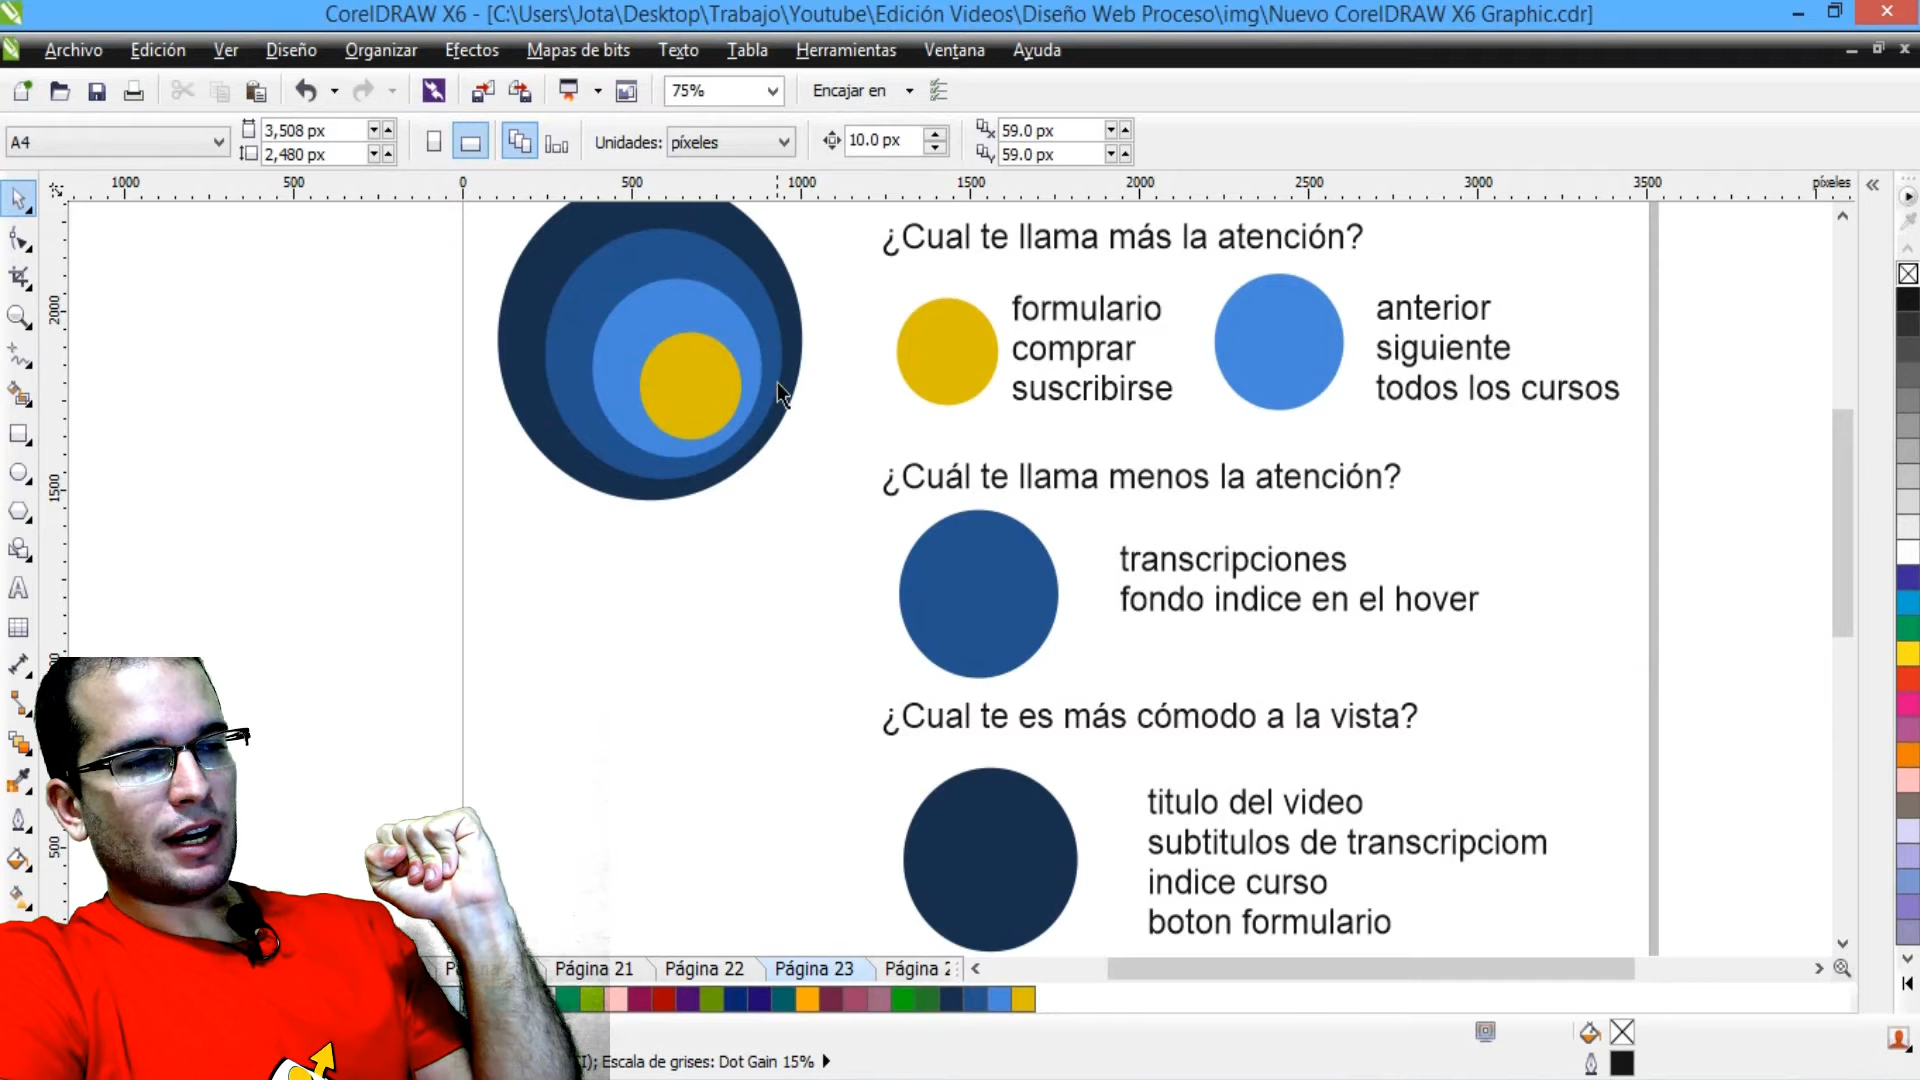 CorelDRAW X6 - [C:\Users\Jota\Desktop\Trabajo\Youtube\Edición Videos\Diseño Web Proceso\img\Nuevo CorelDRAW X6 Graphic.cdr]
Archivo Edición Ver Diseño Organizar Efectos Mapas de bits Texto Tabla Herramientas Ventana Ayuda
75% Encajar en
A4 3,508 px 2,480 px Unidades: píxeles 10.0 px 59.0 px 59.0 px
1000 500 0 500 1000 1500 2000 2500 3000 3500 píxeles
2000
1500
500
¿Cual te llama más la atención?
formulario
comprar
suscribirse
anterior
siguiente
todos los cursos
¿Cuál te llama menos la atención?
transcripciones
fondo indice en el hover
¿Cual te es más cómodo a la vista?
titulo del video
subtitulos de transcripciom
indice curso
boton formulario
Página 21 Página 22 Página 23 Página 2
Escala de grises: Dot Gain 15%